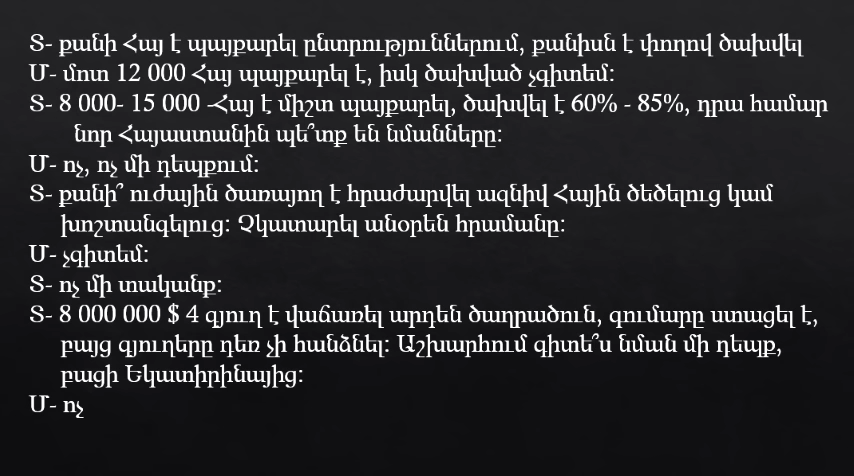 Տ- քանի Հայ է պայքարել ընտրություններում, քանիսն է փողով ծախվել
Մ- մոտ 12 000 Հայ պայքարել է, իսկ ծախված չգիտեմ:
Տ- 8 000- 15 000 -Հայ է միշտ պայքարել, ծախվել է 60% - 85%, դրա համար
նոր Հայաստանին պե՞տք են նմանները:
Մ- ոչ, ոչ մի դեպքում:
Տ- քանի՞ ուժային ծառայող է հրաժարվել ազնիվ Հային ծեծելուց կամ
խոշտանգելուց: Չկատարել անօրեն հրամանը:
Մ- չգիտեմ:
Տ- ոչ մի տականք:
Տ- 8 000 000 $ 4 գյուղ է վաճառել արդեն ծաղրածուն, գումարը ստացել է,
բայց գյուղերը դեռ չի հանձնել: Աշխարհում գիտե՞ս նման մի դեպք,
բացի Եկատիրինայից:
Մ- ոչ